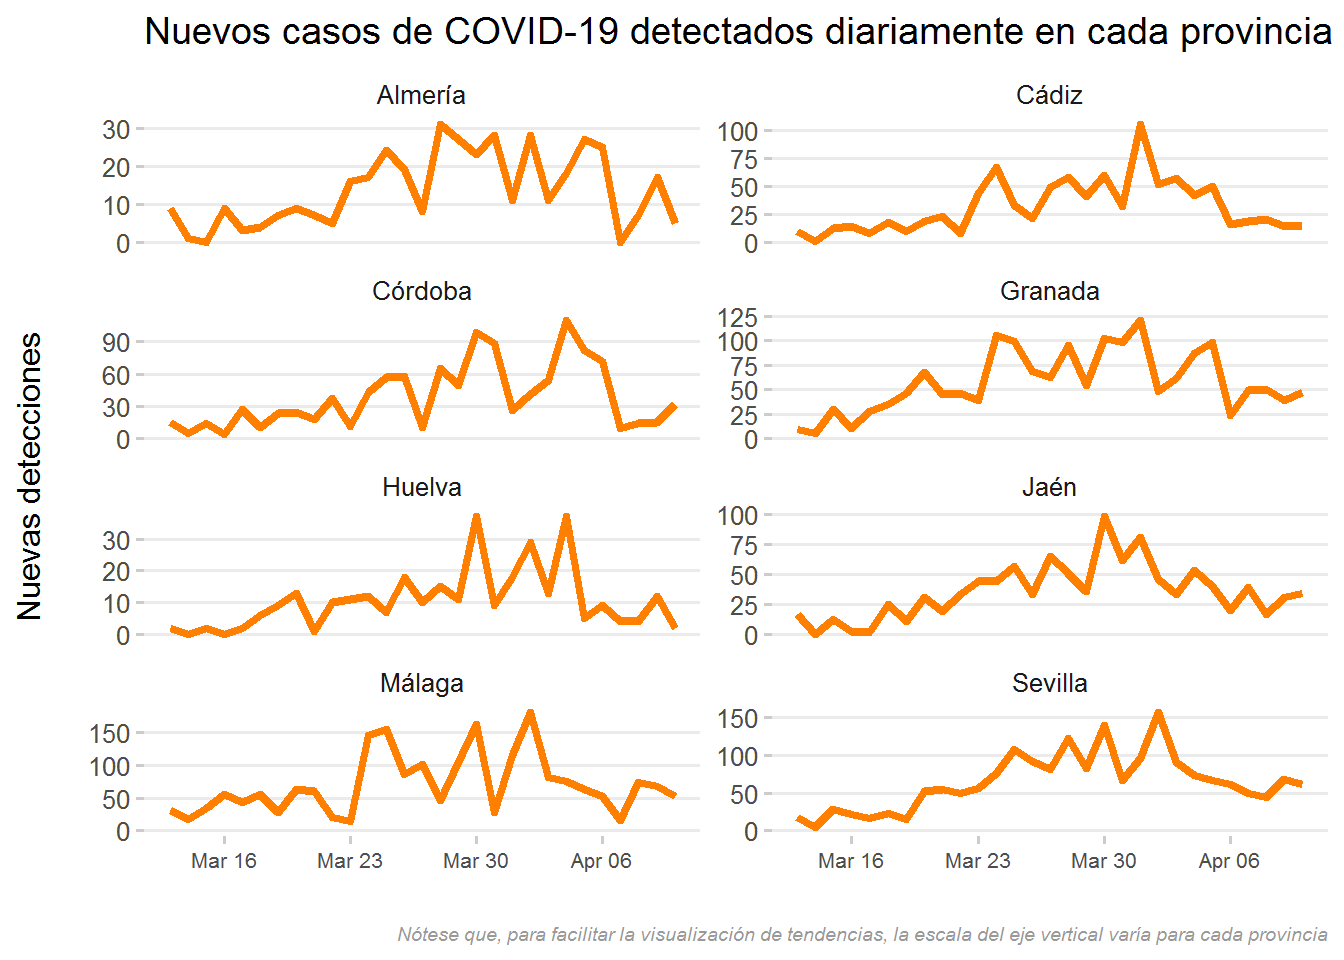 Nuevos casos de COVID-19 detectados diariamente en cada provincia
Nuevas detecciones
Almería
30
20
10
0
Cádiz
100
75
50
25
0
Córdoba
90
60
30
0
Granada
125
100
75
50
25
0
Huelva
30
20
10
0
Jaén
100
75
50
25
0
Málaga
150
100
50
0
Mar 16 Mar 23 Mar 30 Apr 06
Sevilla
150
100
50
0
Mar 16 Mar 23 Mar 30 Apr 06
Nótese que, para facilitar la visualización de tendencias, la escala del eje vertical varía para cada provincia